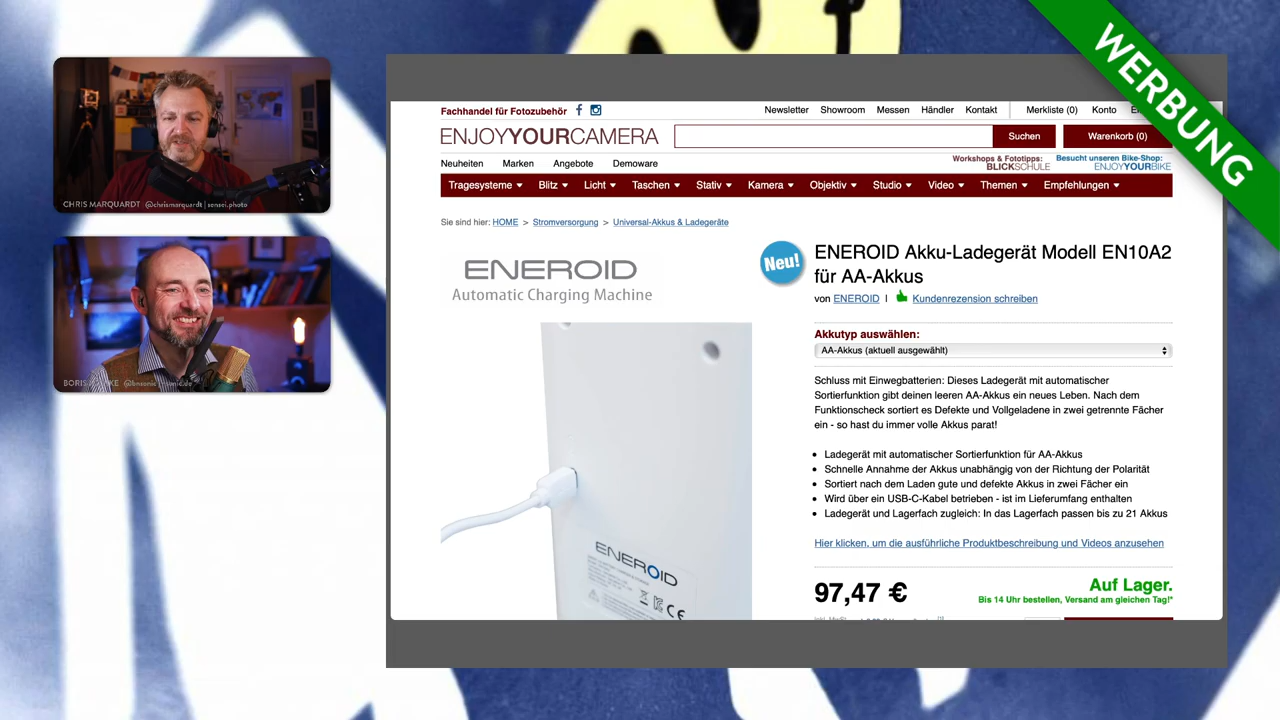 WERBUNG
CHRIS MARQUARDT @chrismarquardt | sensei.photo
BORIS
Fachhandel für Fotozubehör
Newsletter Showroom Messen Händler Kontakt Merkliste (0) Konto
ENJOYYOURCAMERA
Suchen
Warenkorb (0)
Neuheiten Marken Angebote Demoware
Workshops & Fototipps:
BLICKSCHULE
Besucht unseren Bike-Shop:
ENJOYYOURBIKE
Tragesysteme Blitz Licht Taschen Stativ Kamera Objektiv Studio Video Themen Empfehlungen
Sie sind hier: HOME > Stromversorgung > Universal-Akkus & Ladegeräte
ENEROID
Automatic Charging Machine
ENEROID
CE
Neu!
ENEROID Akku-Ladegerät Modell EN10A2
für AA-Akkus
von ENEROID | Kundenrezension schreiben
Akkutyp auswählen:
AA-Akkus (aktuell ausgewählt)
Schluss mit Einwegbatterien: Dieses Ladegerät mit automatischer
Sortierfunktion gibt deinen leeren AA-Akkus ein neues Leben. Nach dem
Funktionscheck sortiert es Defekte und Vollgeladene in zwei getrennte Fächer
ein - so hast du immer volle Akkus parat!
• Ladegerät mit automatischer Sortierfunktion für AA-Akkus
• Schnelle Annahme der Akkus unabhängig von der Richtung der Polarität
• Sortiert nach dem Laden gute und defekte Akkus in zwei Fächer ein
• Wird über ein USB-C-Kabel betrieben - ist im Lieferumfang enthalten
• Ladegerät und Lagerfach zugleich: In das Lagerfach passen bis zu 21 Akkus
Hier klicken, um die ausführliche Produktbeschreibung und Videos anzusehen
97,47 €
Auf Lager.
Bis 14 Uhr bestellen, Versand am gleichen Tag!*